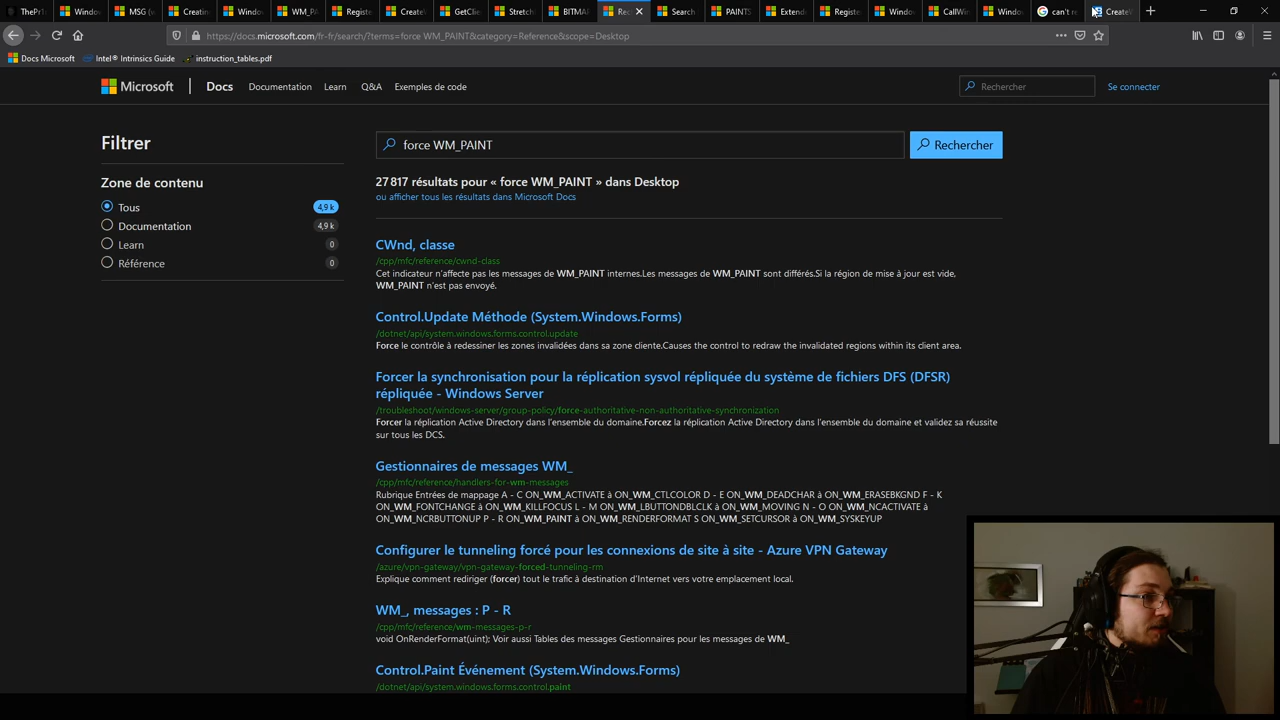 ThePr
Windo
MSG (
Creatin
Windo
WM_PA
Registe
CreateV
GetClie
Stretch
BITMAP
Rec
Search
PAINTS
Extend
Registe
Windo
CallWin
Windo
can't re
CreateV
https://docs.microsoft.com/fr-fr/search/?terms=force WM_PAINT&category=Reference&scope=Desktop
Docs Microsoft
Intel® Intrinsics Guide
instruction_tables.pdf
Microsoft
Docs
Documentation
Learn
Q&A
Exemples de code
Rechercher
Se connecter
Filtrer
force WM_PAINT
Rechercher
Zone de contenu
27 817 résultats pour « force WM_PAINT » dans Desktop
ou afficher tous les résultats dans Microsoft Docs
Tous 4,9 k
Documentation 4,9 k
Learn 0
Référence 0
CWnd, classe
/cpp/mfc/reference/cwnd-class
Cet indicateur n'affecte pas les messages de WM_PAINT internes.Les messages de WM_PAINT sont différés.Si la région de mise à jour est vide,
WM_PAINT n'est pas envoyé.
Control.Update Méthode (System.Windows.Forms)
/dotnet/api/system.windows.forms.control.update
Force le contrôle à redessiner les zones invalidées dans sa zone cliente.Causes the control to redraw the invalidated regions within its client area.
Forcer la synchronisation pour la réplication sysvol répliquée du système de fichiers DFS (DFSR)
répliquée - Windows Server
/troubleshoot/windows-server/group-policy/force-authoritative-non-authoritative-synchronization
Forcer la réplication Active Directory dans l'ensemble du domaine.Forcez la réplication Active Directory dans l'ensemble du domaine et validez sa réussite
sur tous les DCS.
Gestionnaires de messages WM_
/cpp/mfc/reference/handlers-for-wm-messages
Rubrique Entrées de mappage A - C ON_WM_ACTIVATE à ON_WM_CTLCOLOR D - E ON_WM_DEADCHAR à ON_WM_ERASEBKGND F - K
ON_WM_FONTCHANGE à ON_WM_KILLFOCUS L - M ON_WM_LBUTTONDBLCLK à ON_WM_MOVING N - O ON_WM_NCACTIVATE à
ON_WM_NCRBUTTONUP P - R ON_WM_PAINT à ON_WM_RENDERFORMAT S ON_WM_SETCURSOR à ON_WM_SYSKEYUP
Configurer le tunneling forcé pour les connexions de site à site - Azure VPN Gateway
/azure/vpn-gateway/vpn-gateway-forced-tunneling-rm
Explique comment rediriger (forcer) tout le trafic à destination d'Internet vers votre emplacement local.
WM_, messages : P - R
/cpp/mfc/reference/wm-messages-p-r
void OnRenderFormat(uint): Voir aussi Tables des messages Gestionnaires pour les messages de WM_
Control.Paint Événement (System.Windows.Forms)
/dotnet/api/system.windows.forms.control.paint